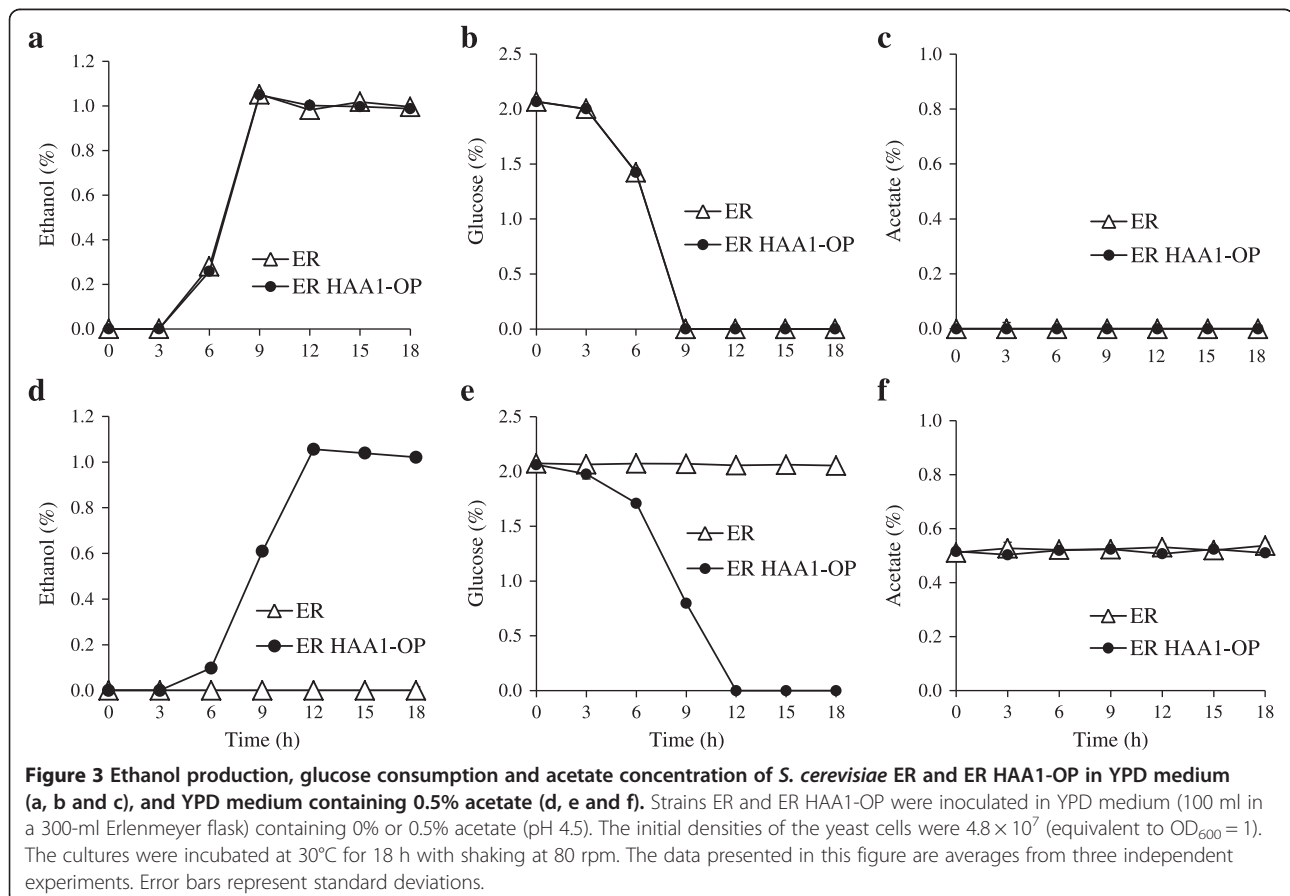 a
1.2
1.0
0.8
0.6
0.4
0.2
0.0
Ethanol (%)
0 3 6 9 12 15 18
ER
ER HAA1-OP
b
2.5
2.0
1.5
1.0
0.5
0.0
Glucose (%)
0 3 6 9 12 15 18
ER
ER HAA1-OP
c
1.0
0.8
0.6
0.4
0.2
0.0
Acetate (%)
0 3 6 9 12 15 18
ER
ER HAA1-OP
d
1.2
1.0
0.8
0.6
0.4
0.2
0.0
Ethanol (%)
0 3 6 9 12 15 18
Time (h)
ER
ER HAA1-OP
e
2.5
2.0
1.5
1.0
0.5
0.0
Glucose (%)
0 3 6 9 12 15 18
Time (h)
ER
ER HAA1-OP
f
1.0
0.8
0.6
0.4
0.2
0.0
Acetate (%)
0 3 6 9 12 15 18
Time (h)
ER
ER HAA1-OP
Figure 3 Ethanol production, glucose consumption and acetate concentration of S. cerevisiae ER and ER HAA1-OP in YPD medium
(a, b and c), and YPD medium containing 0.5% acetate (d, e and f). Strains ER and ER HAA1-OP were inoculated in YPD medium (100 ml in
a 300-ml Erlenmeyer flask) containing 0% or 0.5% acetate (pH 4.5). The initial densities of the yeast cells were 4.8 × 10⁷ (equivalent to OD₆₀₀ = 1).
The cultures were incubated at 30°C for 18 h with shaking at 80 rpm. The data presented in this figure are averages from three independent
experiments. Error bars represent standard deviations.